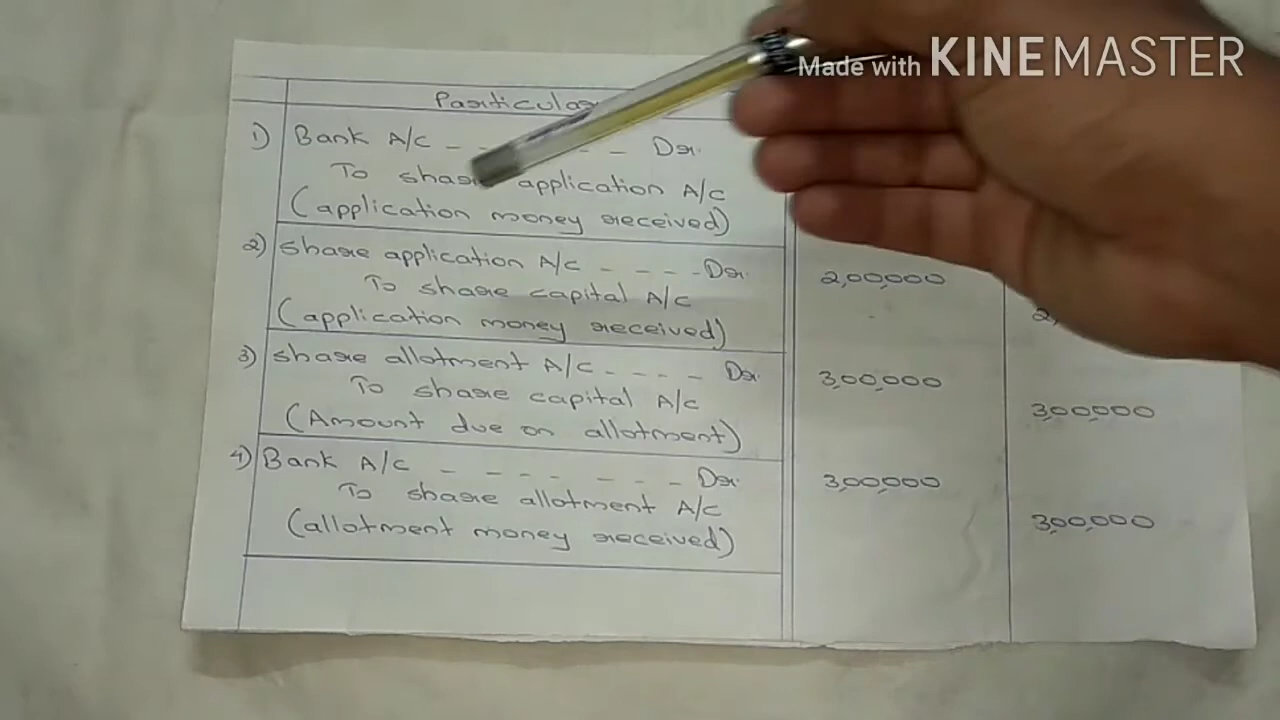 Made with KINEMASTER
Particular
1) Bank A/C - - - - Dr.
To share application A/C
(application money received)
2) share application A/C - - - - Dr. 2,00,000
To share capital A/C 2,
(application money received)
3) share allotment A/C - - - - Dr. 3,00,000
To share capital A/C 3,00,000
(Amount due on allotment)
4) Bank A/C - - - - - - - Dr. 3,00,000
To share allotment A/C 3,00,000
(allotment money received)